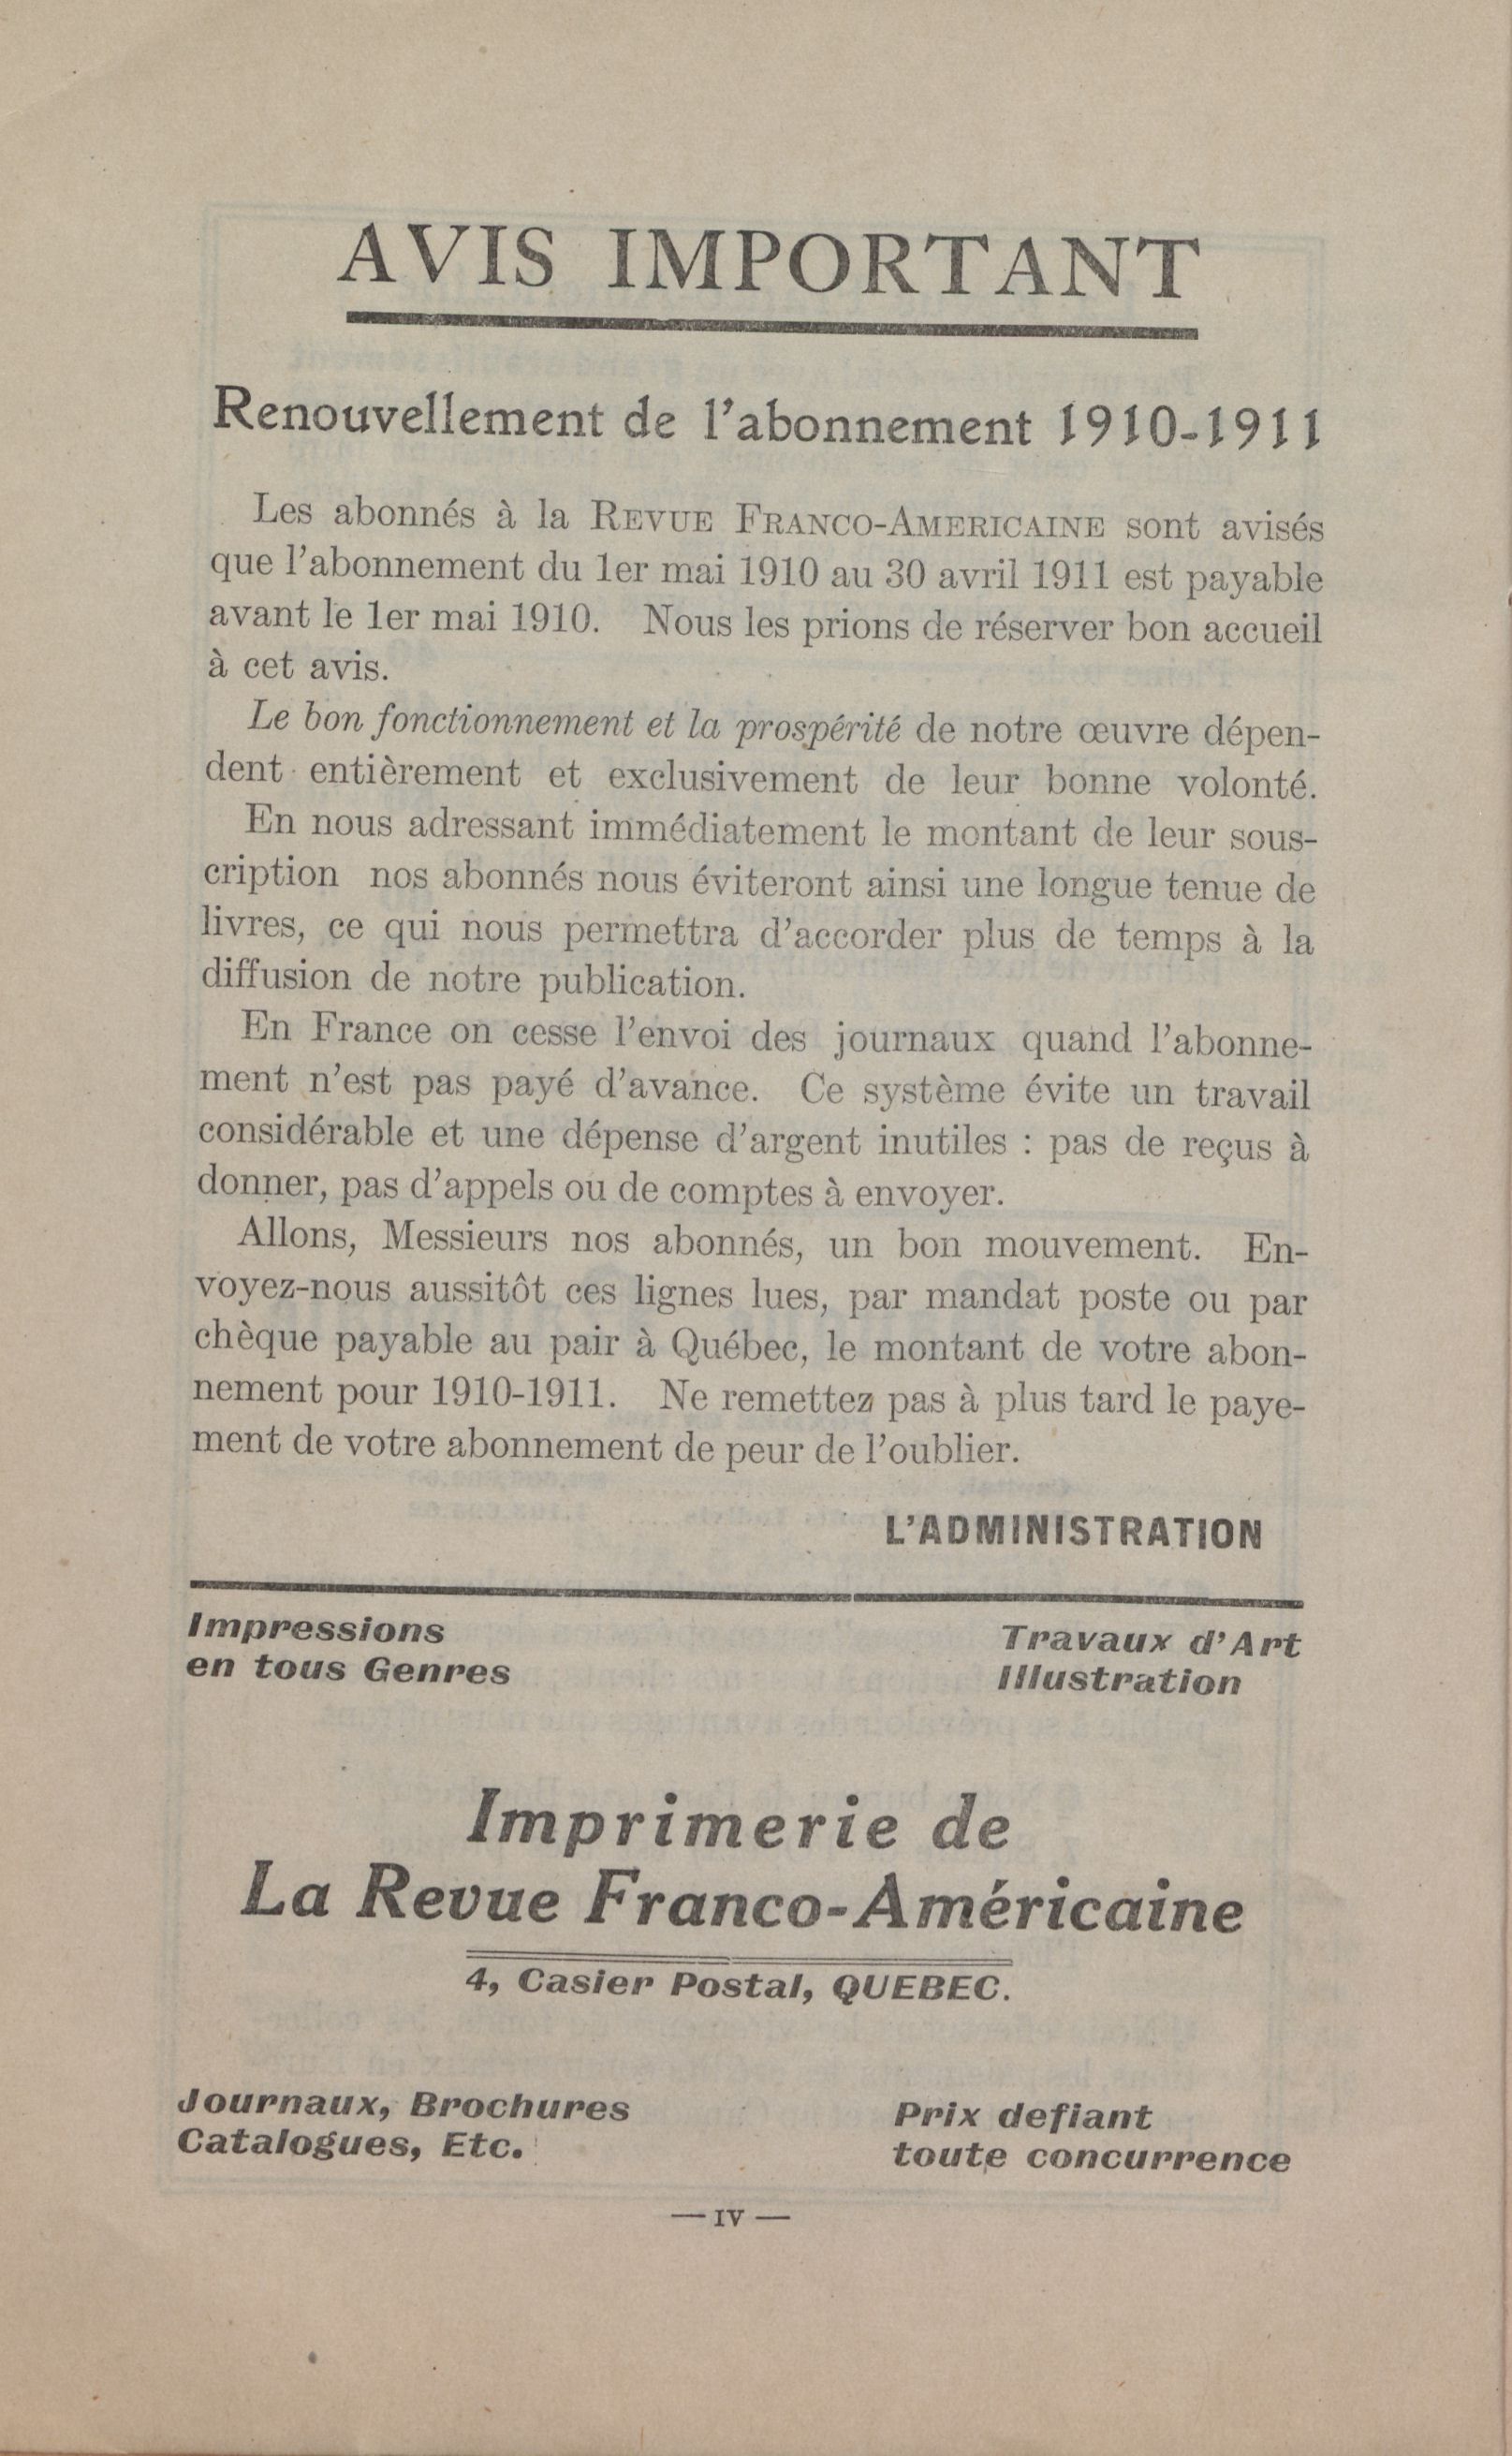 AVIS IMPORTANT
Renouvellement de l'abonnement 1910-1911
Les abonnés à la REVUE FRANCO-AMERICAINE sont avisés
que l'abonnement du 1er mai 1910 au 30 avril 1911 est payable
avant le 1er mai 1910. Nous les prions de réserver bon accueil
à cet avis.
Le bon fonctionnement et la prospérité de notre œuvre dépen-
dent entièrement et exclusivement de leur bonne volonté.
En nous adressant immédiatement le montant de leur sous-
cription nos abonnés nous éviteront ainsi une longue tenue de
livres, ce qui nous permettra d'accorder plus de temps à la
diffusion de notre publication.
En France on cesse l'envoi des journaux quand l'abonne-
ment n'est pas payé d'avance. Ce système évite un travail
considérable et une dépense d'argent inutiles : pas de reçus à
donner, pas d'appels ou de comptes à envoyer.
Allons, Messieurs nos abonnés, un bon mouvement. En-
voyez-nous aussitôt ces lignes lues, par mandat poste ou par
chèque payable au pair à Québec, le montant de votre abon-
nement pour 1910-1911. Ne remettez pas à plus tard le paye-
ment de votre abonnement de peur de l'oublier.
L'ADMINISTRATION
Impressions
en tous Genres
Travaux d'Art
Illustration
Imprimerie de
La Revue Franco-Américaine
4, Casier Postal, QUEBEC.
Journaux, Brochures
Catalogues, Etc.
Prix defiant
toute concurrence
— IV —